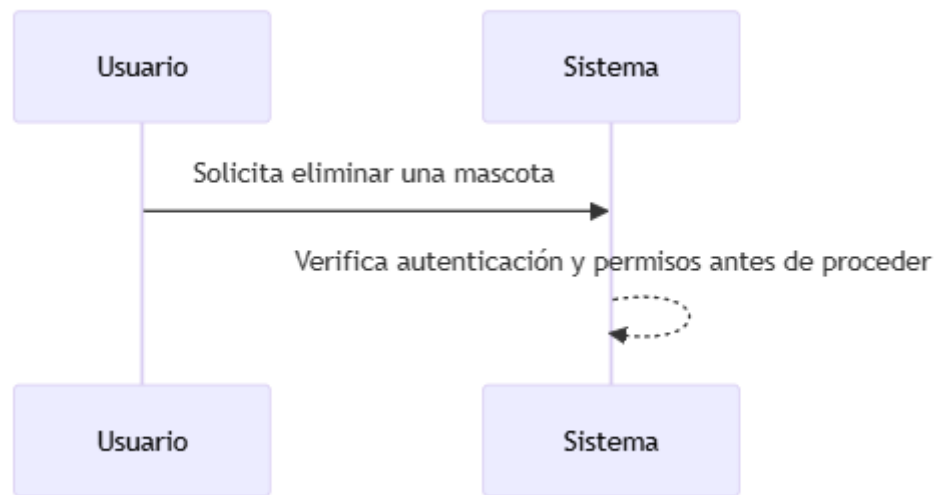 Usuario
Sistema
Solicita eliminar una mascota
Verifica autenticación y permisos antes de proceder
Usuario
Sistema